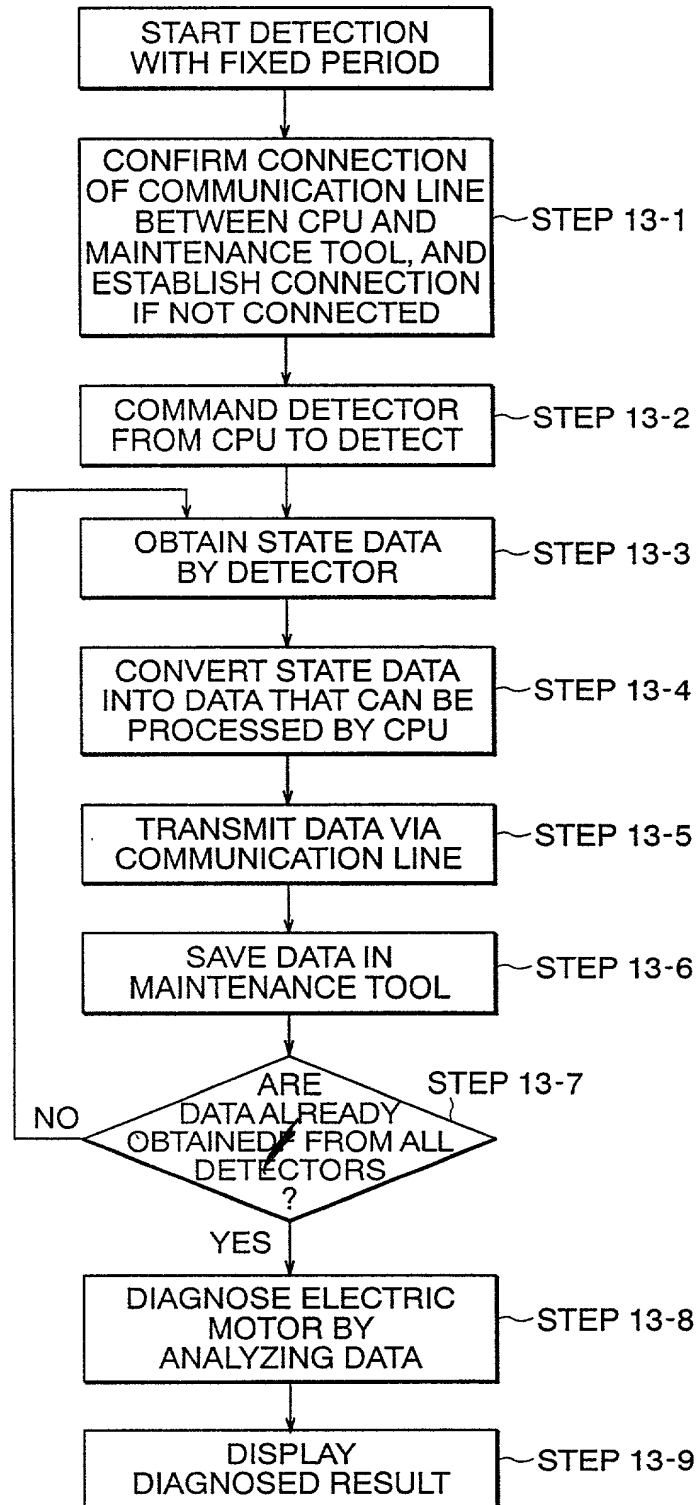 START DETECTION
WITH FIXED PERIOD
CONFIRM CONNECTION
OF COMMUNICATION LINE
BETWEEN CPU AND
MAINTENANCE TOOL, AND
ESTABLISH CONNECTION
IF NOT CONNECTED
STEP 13-1
COMMAND DETECTOR
FROM CPU TO DETECT
STEP 13-2
OBTAIN STATE DATA
BY DETECTOR
STEP 13-3
CONVERT STATE DATA
INTO DATA THAT CAN BE
PROCESSED BY CPU
STEP 13-4
TRANSMIT DATA VIA
COMMUNICATION LINE
STEP 13-5
SAVE DATA IN
MAINTENANCE TOOL
STEP 13-6
STEP 13-7
ARE
DATA ALREADY
OBTAINED FROM ALL
DETECTORS
?
NO
YES
DIAGNOSE ELECTRIC
MOTOR BY
ANALYZING DATA
STEP 13-8
DISPLAY
DIAGNOSED RESULT
STEP 13-9